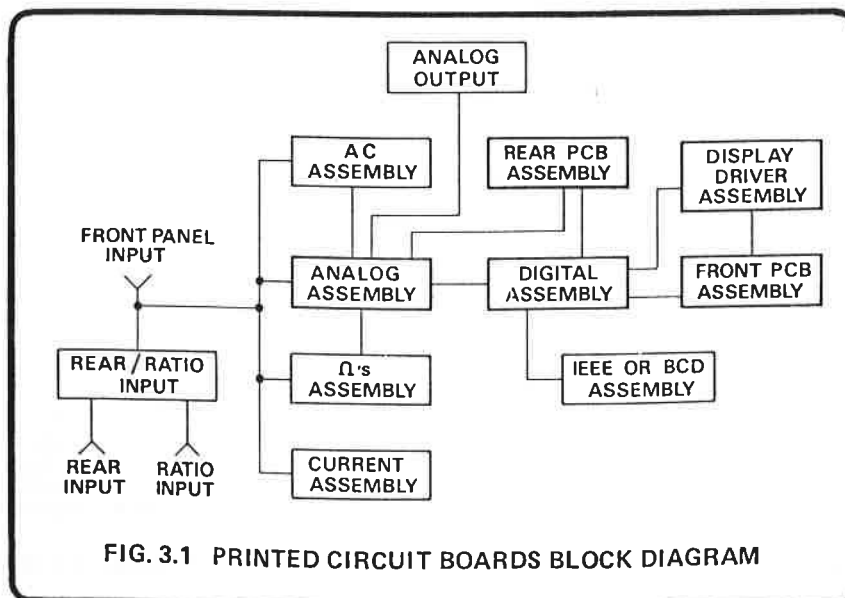 ANALOG
OUTPUT
AC
ASSEMBLY
REAR PCB
ASSEMBLY
DISPLAY
DRIVER
ASSEMBLY
FRONT PANEL
INPUT
ANALOG
ASSEMBLY
DIGITAL
ASSEMBLY
FRONT PCB
ASSEMBLY
REAR/RATIO
INPUT
Ω's
ASSEMBLY
IEEE OR BCD
ASSEMBLY
REAR
INPUT
RATIO
INPUT
CURRENT
ASSEMBLY
FIG. 3.1 PRINTED CIRCUIT BOARDS BLOCK DIAGRAM